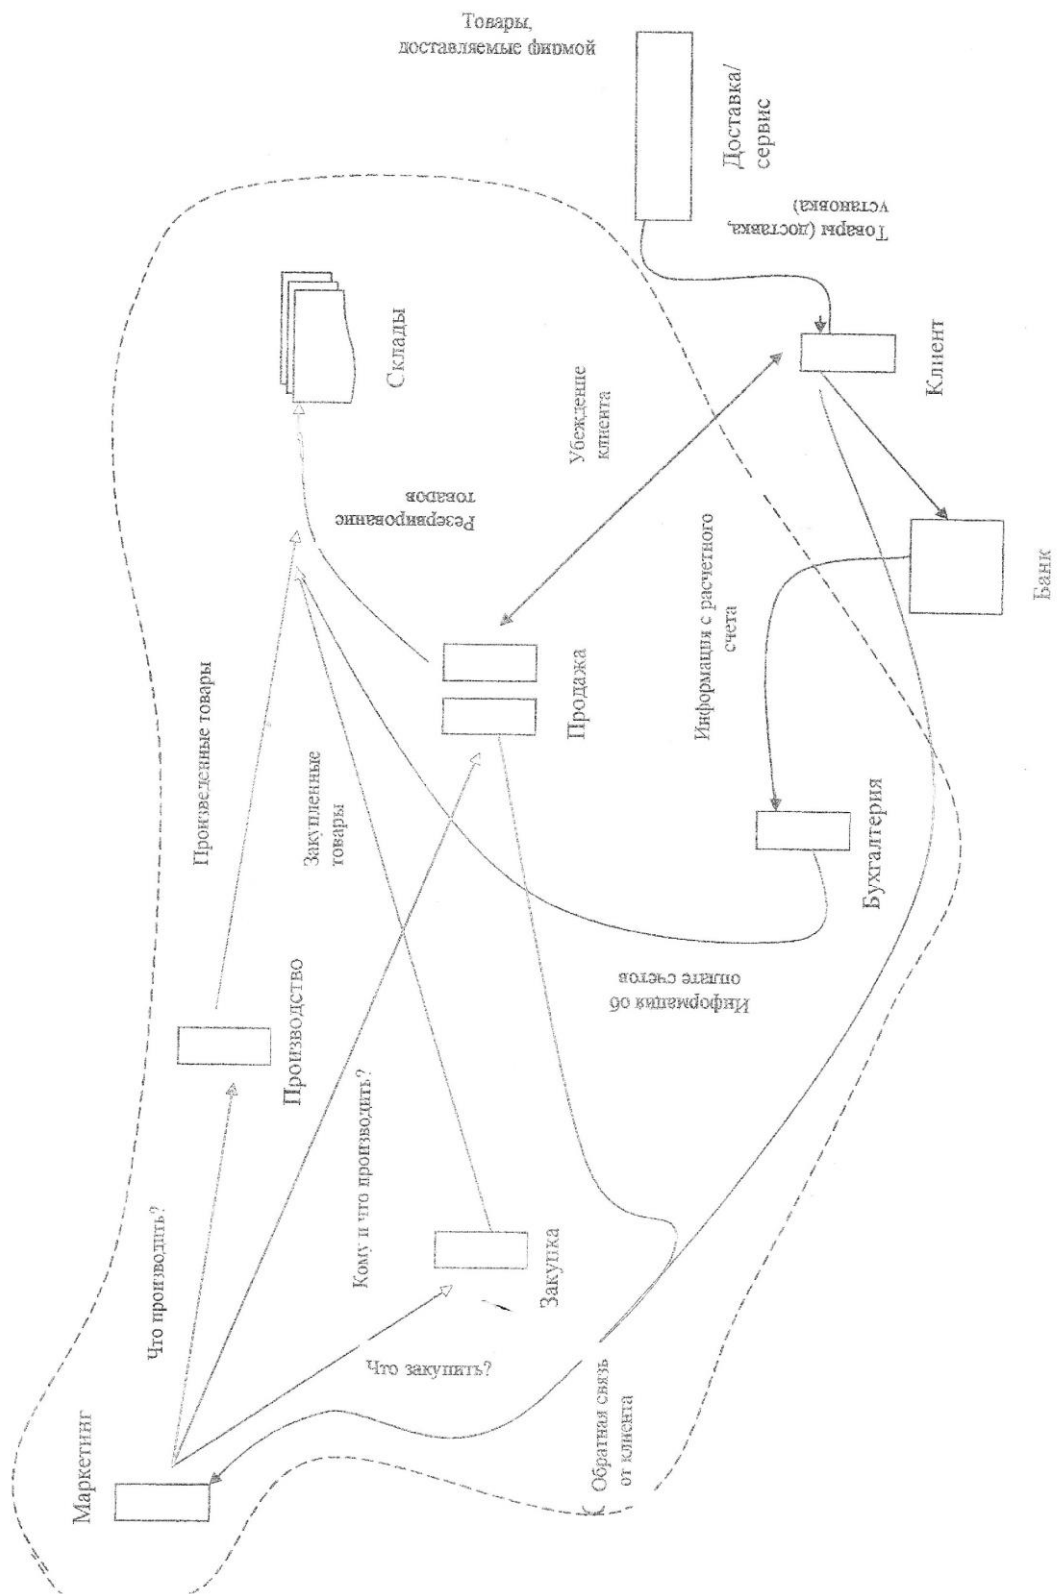 Товары,
доставляемые фирмой
Доставка/
сервис
Товары (доставка,
установка)
Склады
Клиент
Убеждение
клиента
Резервирование
товаров
Банк
Информация с расчетного
счета
Продажа
Произведенные товары
Закупленные
товары
Бухгалтерия
Информация об
оплате счетов
Производство
Кому и что производить?
Что производить?
Закупка
Что закупить?
Обратная связь
от клиента
Маркетинг